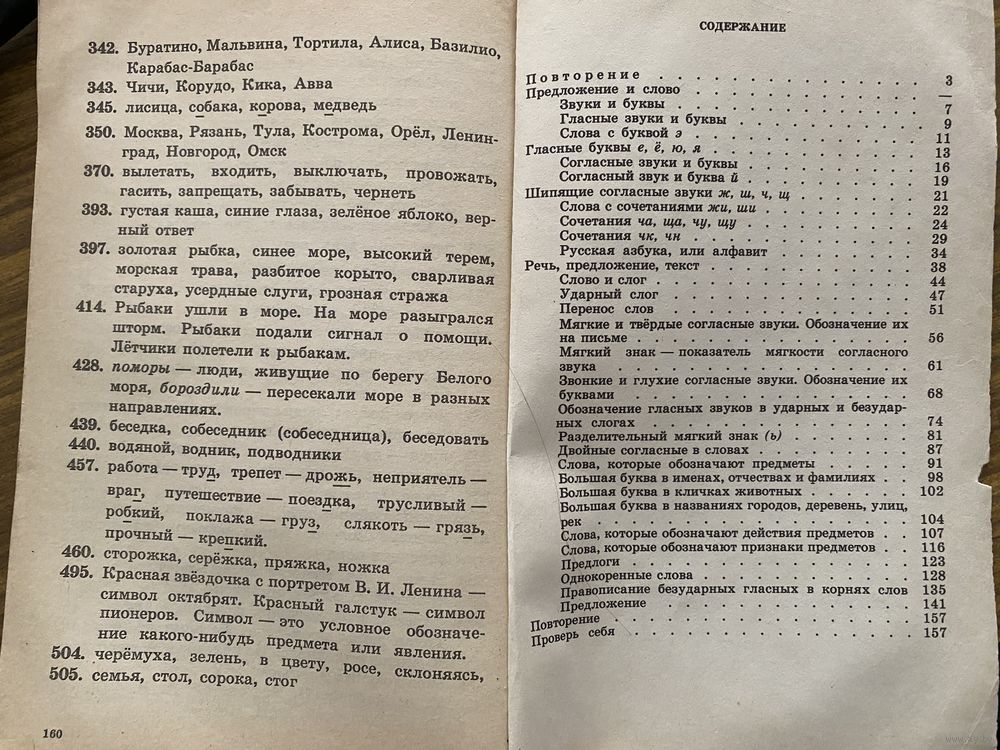 342. Буратино, Мальвина, Тортила, Алиса, Базилио,
Карабас-Барабас
343. Чичи, Корудо, Кика, Авва
345. лисица, собака, корова, медведь
350. Москва, Рязань, Тула, Кострома, Орёл, Ленин-
град, Новгород, Омск
370. вылетать, входить, выключать, провожать,
гасить, запрещать, забывать, чернеть
393. густая каша, синие глаза, зелёное яблоко, вер-
ный ответ
397. золотая рыбка, синее море, высокий терем,
морская трава, разбитое корыто, сварливая
старуха, усердные слуги, грозная стража
414. Рыбаки ушли в море. На море разыгрался
шторм. Рыбаки подали сигнал о помощи.
Лётчики полетели к рыбакам.
428. поморы — люди, живущие по берегу Белого
моря, бороздили — пересекали море в разных
направлениях.
439. беседка, собеседник (собеседница), беседовать
440. водяной, водник, подводники
457. работа — труд, трепет — дрожь, неприятель —
враг, путешествие — поездка, трусливый —
робкий, поклажа — груз, слякоть — грязь,
прочный — крепкий.
460. сторожка, серёжка, пряжка, ножка
495. Красная звёздочка с портретом В. И. Ленина —
символ октябрят. Красный галстук — символ
пионеров. Символ — это условное обозначе-
ние какого-нибудь предмета или явления.
504. черёмуха, зелень, в цвету, росе, склоняясь,
505. семья, стол, сорока, стог
160
СОДЕРЖАНИЕ
Повторение . . . . . . . . . . 3
Предложение и слово . . . . . . . . . . —
Звуки и буквы . . . . . . . . . . 7
Гласные звуки и буквы . . . . . . . . . . 9
Слова с буквой э . . . . . . . . . . 11
Гласные буквы е, ё, ю, я . . . . . . . . . . 13
Согласные звуки и буквы . . . . . . . . . . 16
Согласный звук и буква й . . . . . . . . . . 19
Шипящие согласные звуки ж, ш, ч, щ . . . . . . . . 21
Слова с сочетаниями жи, ши . . . . . . . . . . 22
Сочетания ча, ща, чу, щу . . . . . . . . . . 24
Сочетания чк, чн . . . . . . . . . . 29
Русская азбука, или алфавит . . . . . . . . . . 34
Речь, предложение, текст . . . . . . . . . . 38
Слово и слог . . . . . . . . . . 44
Ударный слог . . . . . . . . . . 47
Перенос слов . . . . . . . . . . 51
Мягкие и твёрдые согласные звуки. Обозначение их
на письме . . . . . . . . . . 56
Мягкий знак — показатель мягкости согласного
звука . . . . . . . . . . 61
Звонкие и глухие согласные звуки. Обозначение их
буквами . . . . . . . . . . 68
Обозначение гласных звуков в ударных и безудар-
ных слогах . . . . . . . . . . 74
Разделительный мягкий знак (ь) . . . . . . . . . . 81
Двойные согласные в словах . . . . . . . . . . 87
Слова, которые обозначают предметы . . . . . . 91
Большая буква в именах, отчествах и фамилиях . . 98
Большая буква в кличках животных . . . . . . 102
Большая буква в названиях городов, деревень, улиц,
рек . . . . . . . . . . 104
Слова, которые обозначают действия предметов . . 107
Слова, которые обозначают признаки предметов . . 116
Предлоги . . . . . . . . . . 123
Однокоренные слова . . . . . . . . . . 128
Правописание безударных гласных в корнях слов 135
Предложение . . . . . . . . . . 141
Повторение . . . . . . . . . . 157
Проверь себя . . . . . . . . . . 157